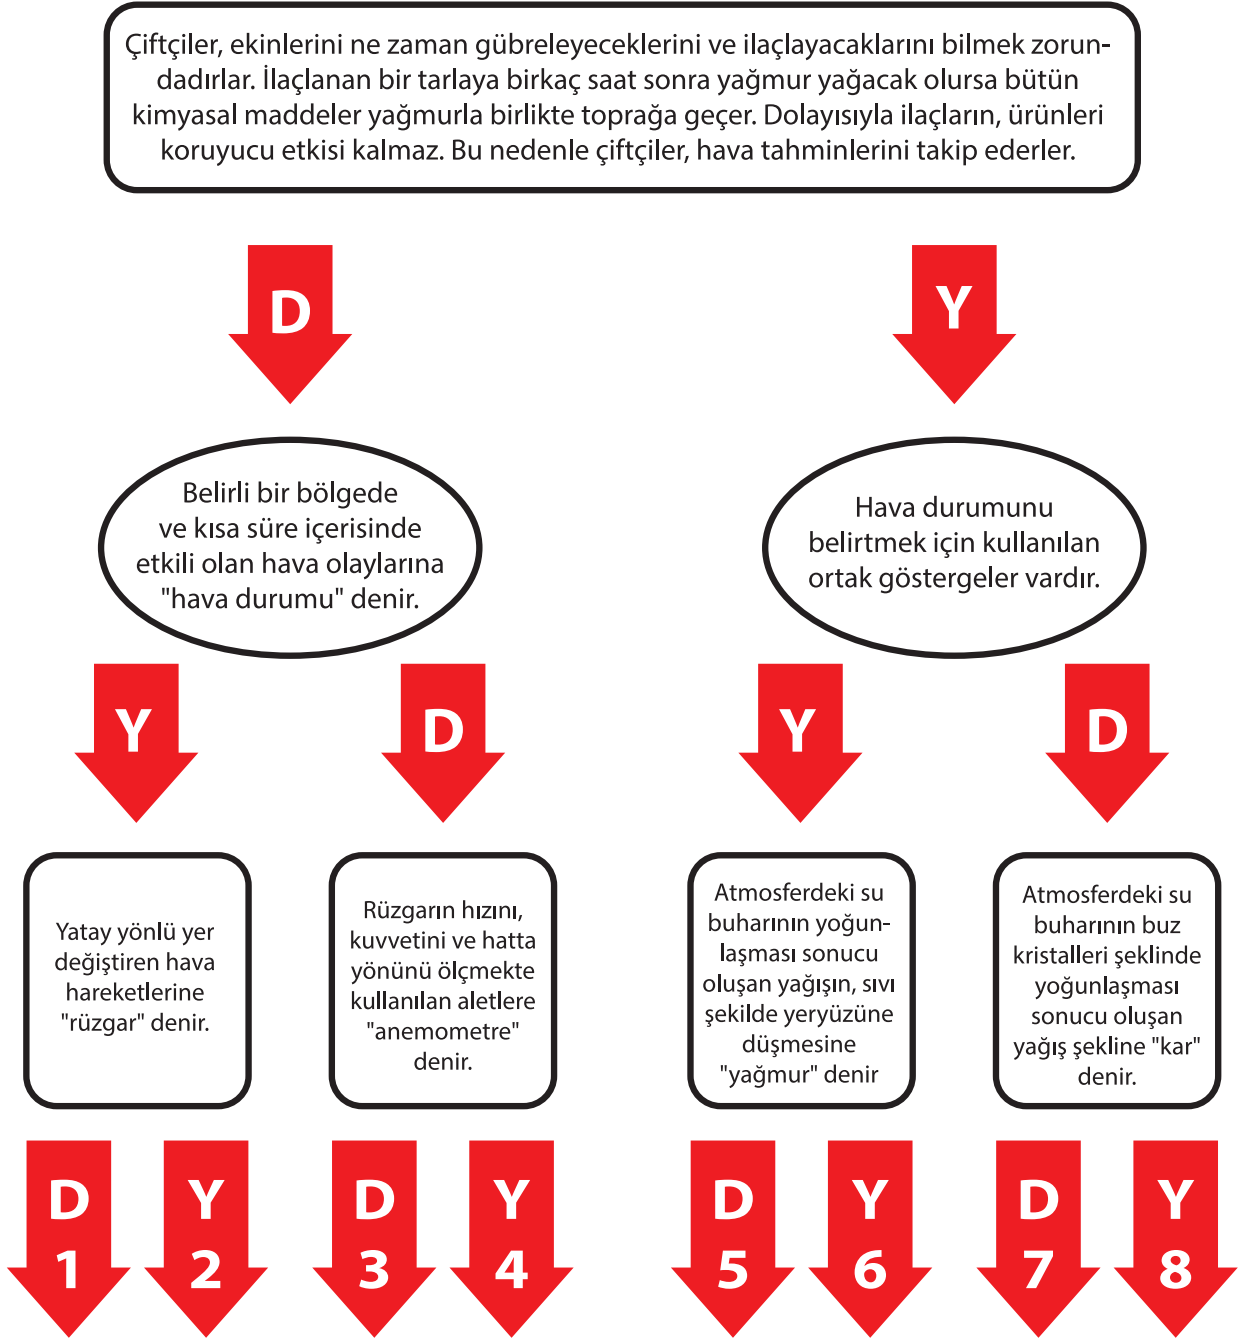 Çiftçiler, ekinlerini ne zaman gübreleyeceklerini ve ilaçlayacaklarını bilmek zorun-
dadırlar. İlaçlanan bir tarlaya birkaç saat sonra yağmur yağacak olursa bütün
kimyasal maddeler yağmurla birlikte toprağa geçer. Dolayısıyla ilaçların, ürünleri
koruyucu etkisi kalmaz. Bu nedenle çiftçiler, hava tahminlerini takip ederler.
D
Y
Belirli bir bölgede
ve kısa süre içerisinde
etkili olan hava olaylarına
"hava durumu" denir.
Hava durumunu
belirtmek için kullanılan
ortak göstergeler vardır.
Y
D
Y
D
Yatay yönlü yer
değiştiren hava
hareketlerine
"rüzgar" denir.
Rüzgarın hızını,
kuvvetini ve hatta
yönünü ölçmekte
kullanılan aletlere
"anemometre"
denir.
Atmosferdeki su
buharının yoğun-
laşması sonucu
oluşan yağışın, sıvı
şekilde yeryüzüne
düşmesine
"yağmur" denir
Atmosferdeki su
buharının buz
kristalleri şeklinde
yoğunlaşması
sonucu oluşan
yağış şekline "kar"
denir.
D
1
Y
2
D
3
Y
4
D
5
Y
6
D
7
Y
8